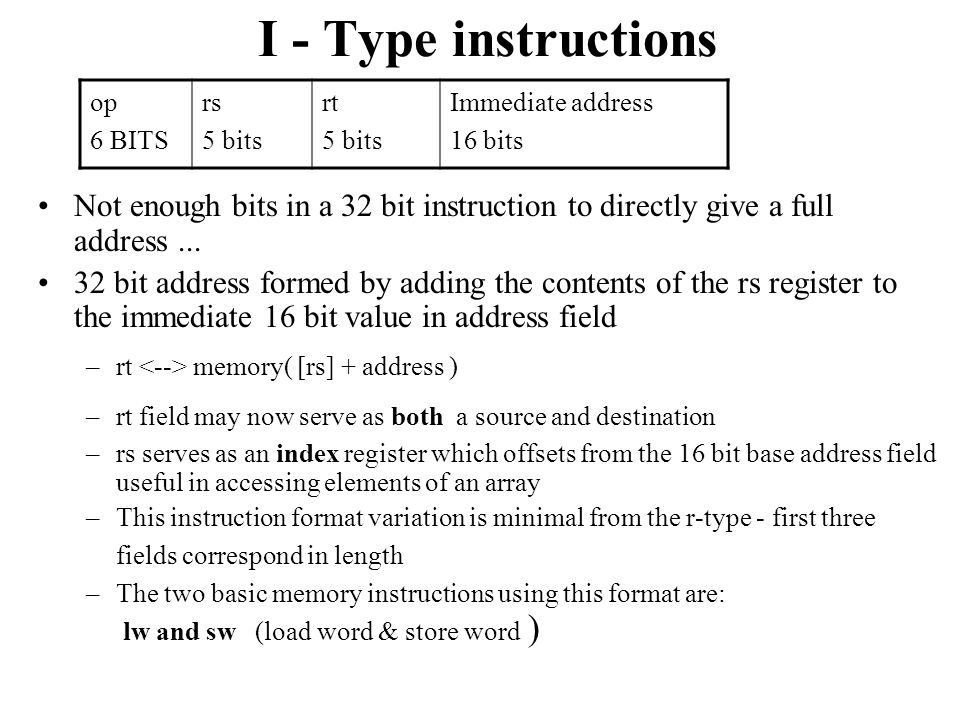 I - Type instructions
op rs rt Immediate address
6 BITS 5 bits 5 bits 16 bits
• Not enough bits in a 32 bit instruction to directly give a full
address ...
• 32 bit address formed by adding the contents of the rs register to
the immediate 16 bit value in address field
– rt <--> memory( [rs] + address )
– rt field may now serve as both a source and destination
– rs serves as an index register which offsets from the 16 bit base address field
useful in accessing elements of an array
– This instruction format variation is minimal from the r-type - first three
fields correspond in length
– The two basic memory instructions using this format are:
lw and sw (load word & store word )